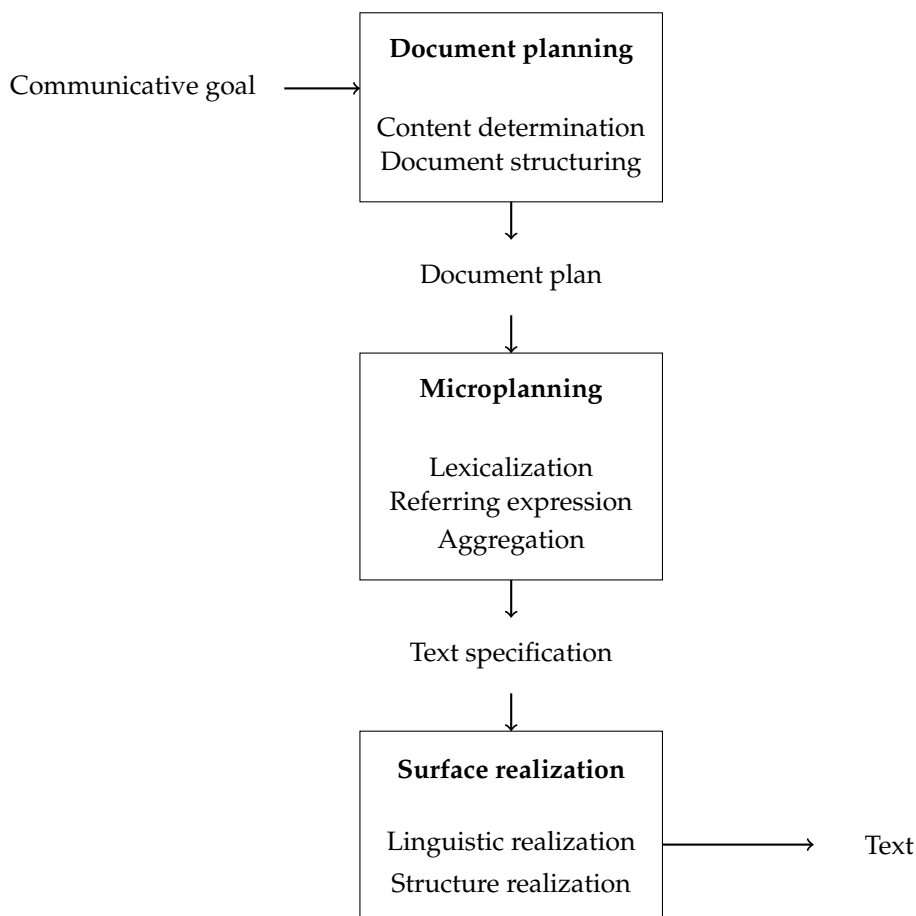 Document planning
Communicative goal
Content determination
Document structuring
Document plan
Microplanning
Lexicalization
Referring expression
Aggregation
Text specification
Surface realization
Linguistic realization
Text
Structure realization